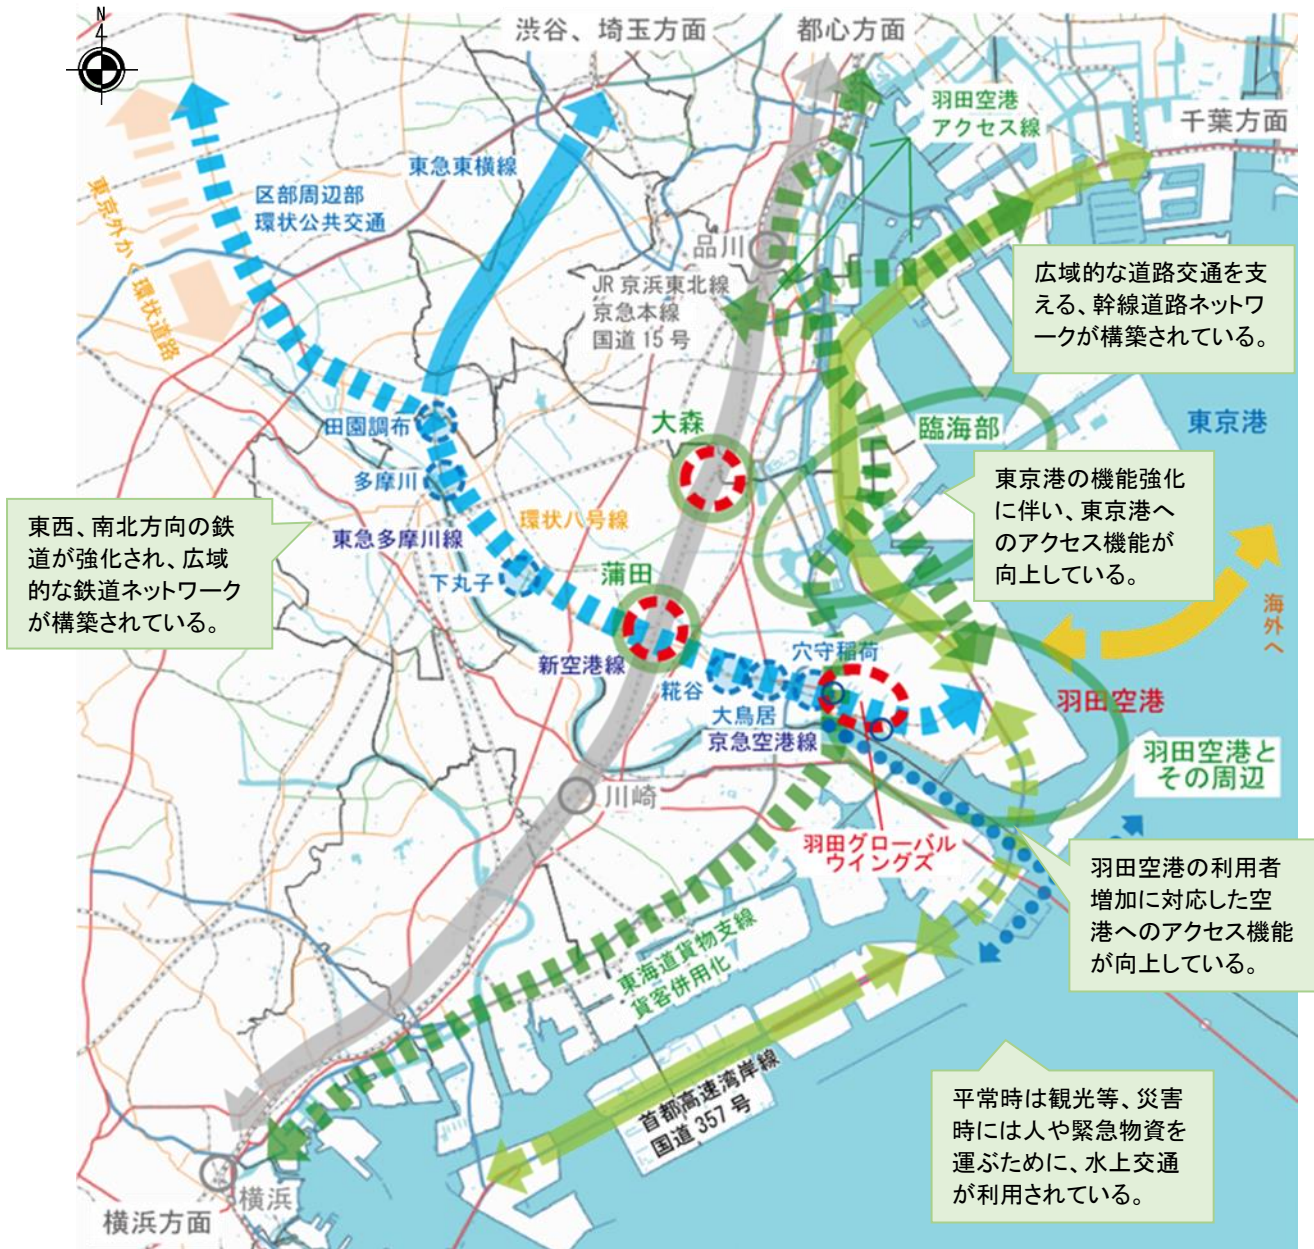 N
渋谷、埼玉方面
都心方面
千葉方面
羽田空港
アクセス線
東京外かく環状道路
区部周辺部
環状公共交通
東急東横線
品川
JR 京浜東北線
京急本線
国道 15 号
広域的な道路交通を支
える、幹線道路ネットワ
ークが構築されている。
田園調布
大森
臨海部
東京港
多摩川
東京港の機能強化
に伴い、東京港へ
のアクセス機能が
向上している。
東西、南北方向の鉄
道が強化され、広域
的な鉄道ネットワーク
が構築されている。
東急多摩川線
環状八号線
下丸子
蒲田
海外へ
新空港線
糀谷
大鳥居
穴守稲荷
京急空港線
羽田空港
羽田空港と
その周辺
川崎
羽田グローバル
ウイングズ
羽田空港の利用者
増加に対応した空
港へのアクセス機能
が向上している。
東海道貨物支線
貨客併用化
首都高速湾岸線
国道 357 号
平常時は観光等、災害
時には人や緊急物資を
運ぶために、水上交通
が利用されている。
横浜
横浜方面